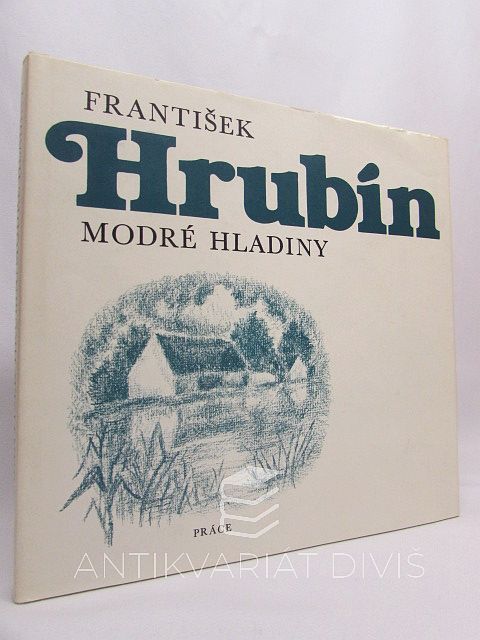 FRANTIŠEK
Hrubín
MODRÉ HLADINY
PRÁCE
ANTIKVARIÁT DIVIŠ